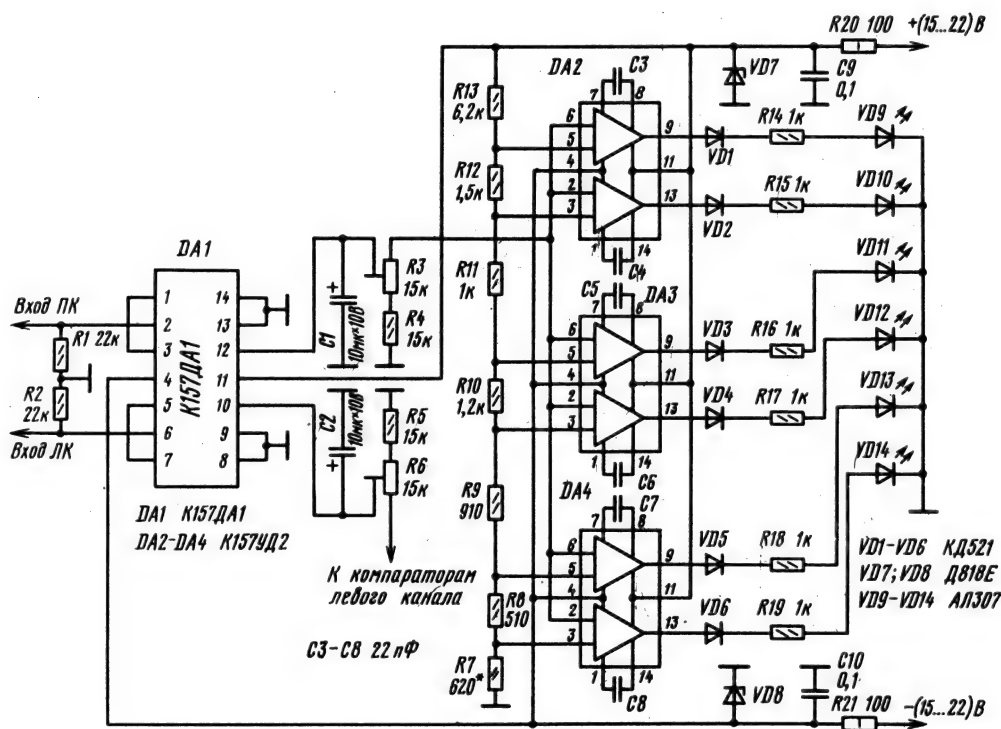 R20 100 +(15...22)В
DA2 C3
VD7 C9
0,1
R13
6,2к
7 8
6 9
5
4 11
VD1 R14 1к VD9
R12
1,5к
2 13
3
1 14
C4
VD2 R15 1к VD10
DA1
R3
15к
R11
1к
VD11
C5 DA3
7 8
Вход ПК
1 14
2 13
3 12
4 11
5 10
6 9
7 8
К157ДА1
R1 22к
R2
22к
Вход ЛК
C1
10мк×10В
R4
15к
C2
10мк×10В
R5
15к
R6
15к
6 9
5
4 11
2 13
3
1 14
C6
VD3 R16 1к VD12
R10
1,2к
VD4 R17 1к VD13
VD14
R9
910
DA4 C7
7 8
6 9
5
4 11
2 13
3
1 14
C8
VD5 R18 1к
VD6 R19 1к
R8
510
R7
620*
DA1 К157ДА1
DA2-DA4 К157УД2
К компараторам
левого канала
C3-C8 22 пФ
VD1-VD6 КД521
VD7; VD8 Д818Е
VD9-VD14 АЛ307
VD8 C10
0,1
R21 100 -(15...22)В